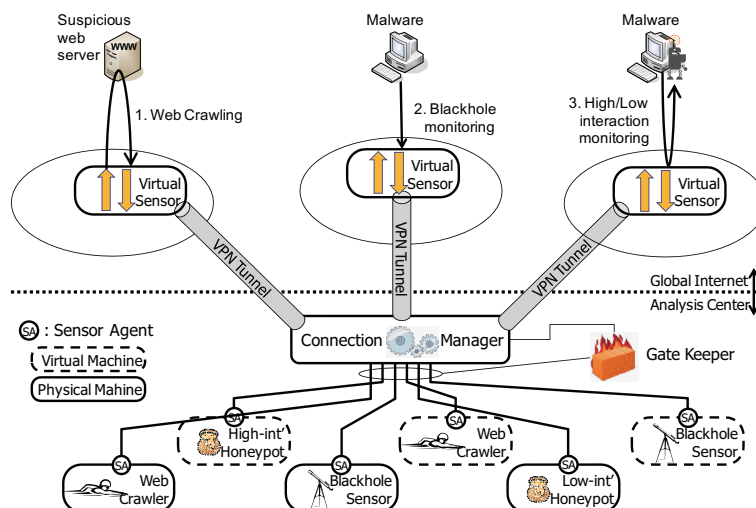 Suspicious
web
server
www
Malware
Malware
1. Web Crawling
2. Blackhole
monitoring
3. High/Low
interaction
monitoring
Virtual
Sensor
Virtual
Sensor
Virtual
Sensor
VPN Tunnel
VPN Tunnel
VPN Tunnel
Global Internet
Analysis Center
SA : Sensor Agent
Virtual Machine
Physical Mahine
Connection Manager
Gate Keeper
SA
High-int'
Honeypot
SA
Web
Crawler
SA
Blackhole
Sensor
SA
Web
Crawler
SA
Blackhole
Sensor
SA
Low-int'
Honeypot